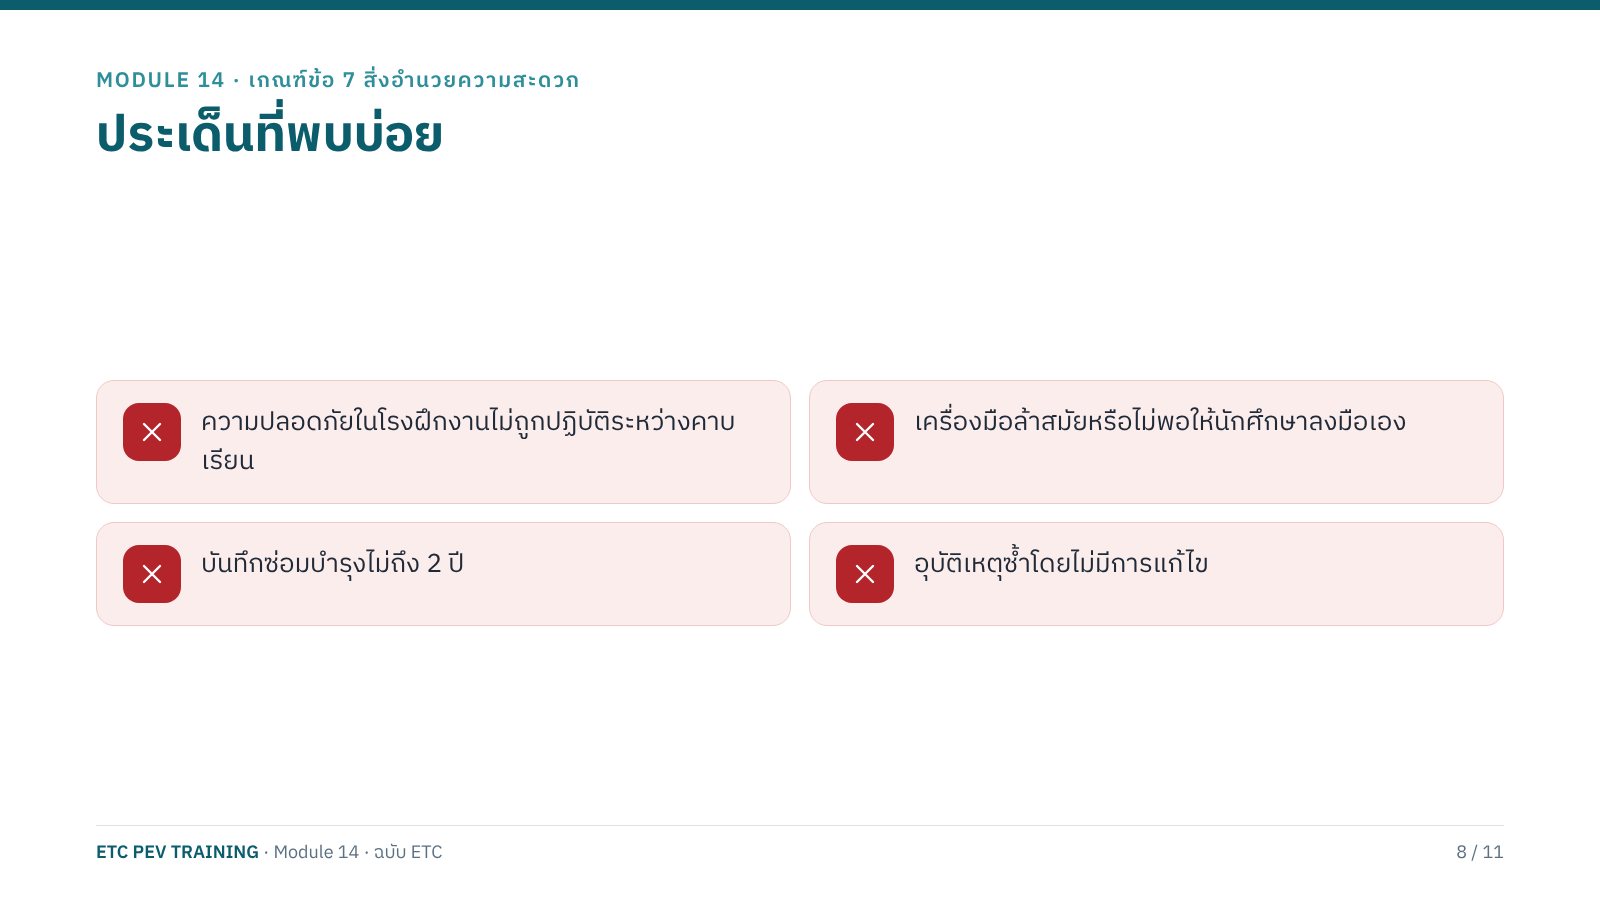 MODULE 14 · เกณฑ์ข้อ 7 สิ่งอำนวยความสะดวก
ประเด็นที่พบบ่อย
ความปลอดภัยในโรงฝึกงานไม่ถูกปฏิบัติระหว่างคาบ
เรียน
เครื่องมือล้าสมัยหรือไม่พอให้นักศึกษาลงมือเอง
บันทึกซ่อมบำรุงไม่ถึง 2 ปี
อุบัติเหตุซ้ำโดยไม่มีการแก้ไข
ETC PEV TRAINING · Module 14 · ฉบับ ETC
8 / 11